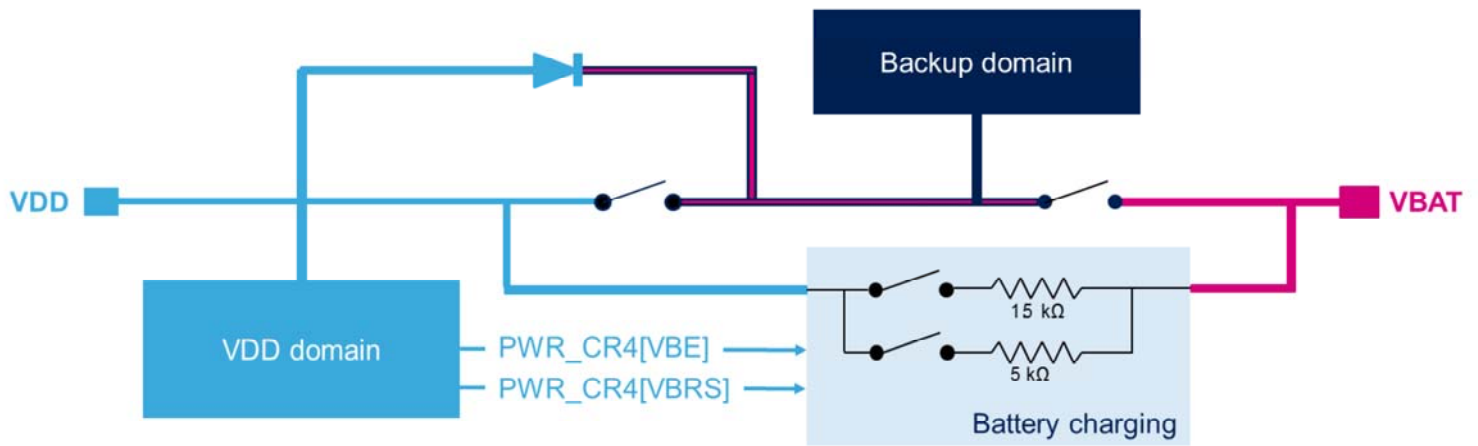 Backup domain
VDD
VBAT
15 kΩ
VDD domain
PWR_CR4[VBE]
5 kΩ
PWR_CR4[VBRS]
Battery charging